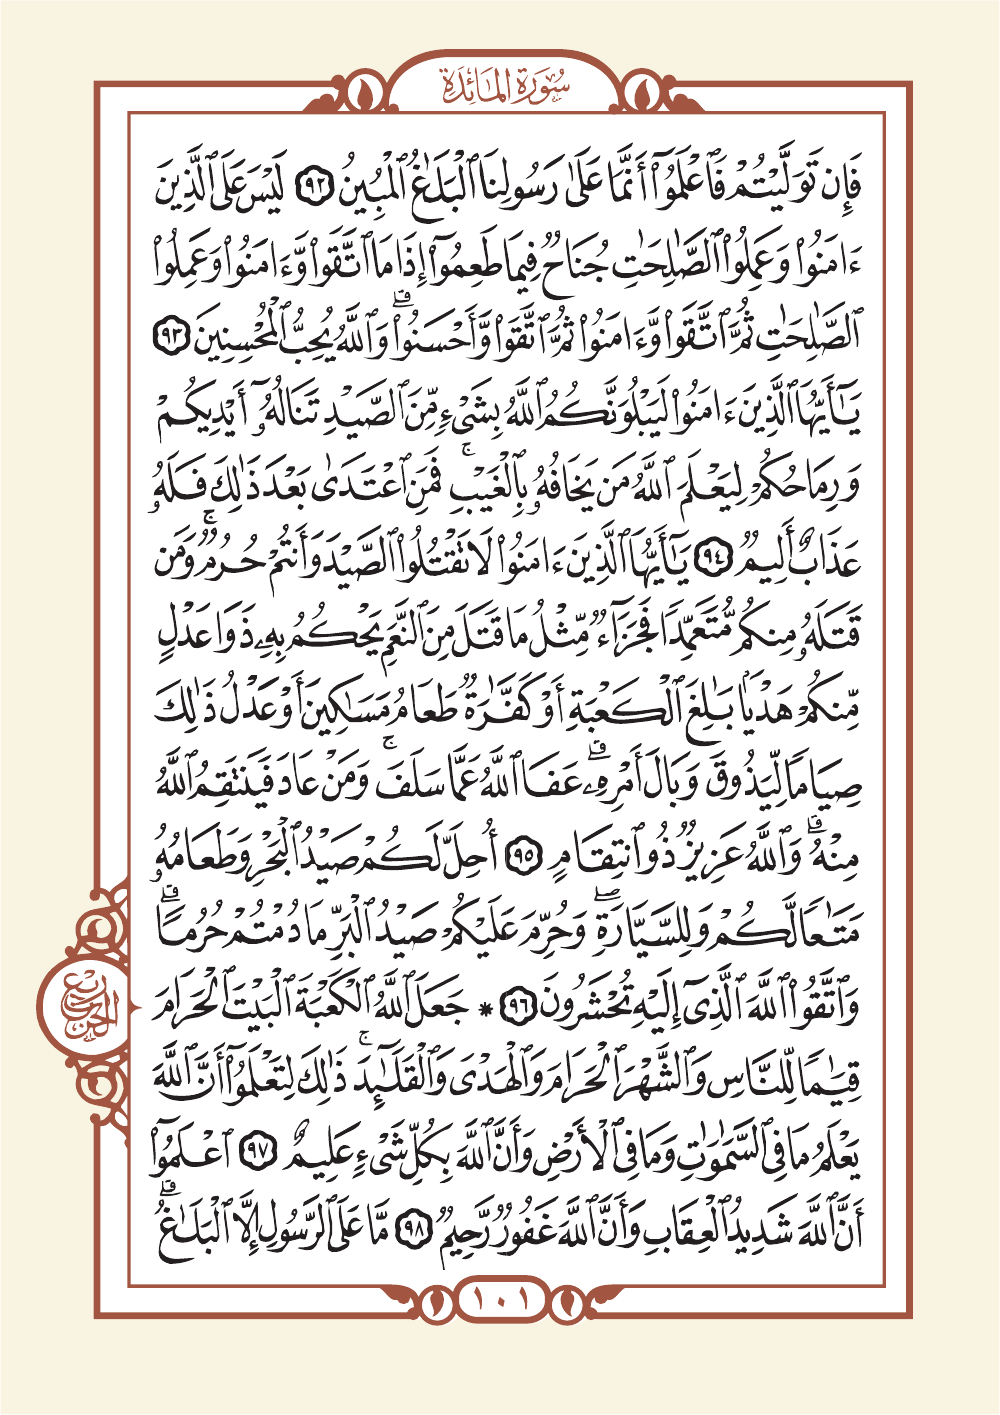 سُورَةُ المَائِدَةِ
فَإِن تَوَلَّيْتُمْ فَٱعْلَمُوٓا۟ أَنَّمَا عَلَىٰ رَسُولِنَا ٱلْبَلَـٰغُ ٱلْمُبِينُ ٩٢ لَيْسَ عَلَى ٱلَّذِينَ
ءَامَنُوا۟ وَعَمِلُوا۟ ٱلصَّـٰلِحَـٰتِ جُنَاحٌ فِيمَا طَعِمُوٓا۟ إِذَا مَا ٱتَّقَوا۟ وَّءَامَنُوا۟ وَعَمِلُوا۟
ٱلصَّـٰلِحَـٰتِ ثُمَّ ٱتَّقَوا۟ وَّءَامَنُوا۟ ثُمَّ ٱتَّقَوا۟ وَّأَحْسَنُوا۟ ۗ وَٱللَّهُ يُحِبُّ ٱلْمُحْسِنِينَ ٩٣
يَـٰٓأَيُّهَا ٱلَّذِينَ ءَامَنُوا۟ لَيَبْلُوَنَّكُمُ ٱللَّهُ بِشَىْءٍ مِّنَ ٱلصَّيْدِ تَنَالُهُۥٓ أَيْدِيكُمْ
وَرِمَاحُكُمْ لِيَعْلَمَ ٱللَّهُ مَن يَخَافُهُۥ بِٱلْغَيْبِ ۚ فَمَنِ ٱعْتَدَىٰ بَعْدَ ذَٰلِكَ فَلَهُۥ
عَذَابٌ أَلِيمٌ ٩٤ يَـٰٓأَيُّهَا ٱلَّذِينَ ءَامَنُوا۟ لَا تَقْتُلُوا۟ ٱلصَّيْدَ وَأَنتُمْ حُرُمٌ ۚ وَمَن
قَتَلَهُۥ مِنكُم مُّتَعَمِّدًا فَجَزَآءٌ مِّثْلُ مَا قَتَلَ مِنَ ٱلنَّعَمِ يَحْكُمُ بِهِۦ ذَوَا عَدْلٍ
مِّنكُمْ هَدْيًۢا بَـٰلِغَ ٱلْكَعْبَةِ أَوْ كَفَّـٰرَةٌ طَعَامُ مَسَـٰكِينَ أَوْ عَدْلُ ذَٰلِكَ
صِيَامًا لِّيَذُوقَ وَبَالَ أَمْرِهِۦ ۗ عَفَا ٱللَّهُ عَمَّا سَلَفَ ۚ وَمَنْ عَادَ فَيَنتَقِمُ ٱللَّهُ
مِنْهُ ۗ وَٱللَّهُ عَزِيزٌ ذُو ٱنتِقَامٍ ٩٥ أُحِلَّ لَكُمْ صَيْدُ ٱلْبَحْرِ وَطَعَامُهُۥ
مَتَـٰعًا لَّكُمْ وَلِلسَّيَّارَةِ ۖ وَحُرِّمَ عَلَيْكُمْ صَيْدُ ٱلْبَرِّ مَا دُمْتُمْ حُرُمًا ۗ
وَٱتَّقُوا۟ ٱللَّهَ ٱلَّذِىٓ إِلَيْهِ تُحْشَرُونَ ٩٦ * جَعَلَ ٱللَّهُ ٱلْكَعْبَةَ ٱلْبَيْتَ ٱلْحَرَامَ
قِيَـٰمًا لِّلنَّاسِ وَٱلشَّهْرَ ٱلْحَرَامَ وَٱلْهَدْىَ وَٱلْقَلَـٰٓئِدَ ۚ ذَٰلِكَ لِتَعْلَمُوٓا۟ أَنَّ ٱللَّهَ
يَعْلَمُ مَا فِى ٱلسَّمَـٰوَٰتِ وَمَا فِى ٱلْأَرْضِ وَأَنَّ ٱللَّهَ بِكُلِّ شَىْءٍ عَلِيمٌ ٩٧ ٱعْلَمُوٓا۟
أَنَّ ٱللَّهَ شَدِيدُ ٱلْعِقَابِ وَأَنَّ ٱللَّهَ غَفُورٌ رَّحِيمٌ ٩٨ مَّا عَلَى ٱلرَّسُولِ إِلَّا ٱلْبَلَـٰغُ ۗ
ربع الحزب
١٠١